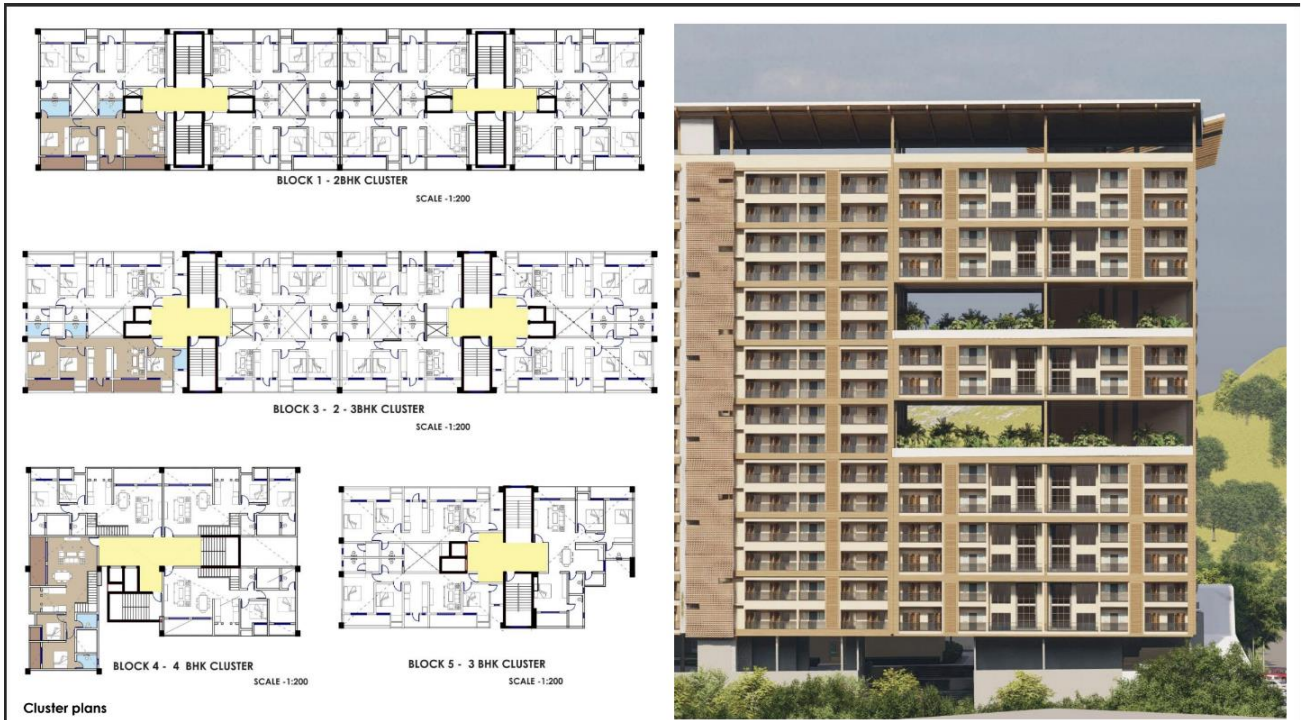 BLOCK 1 - 2BHK CLUSTER
SCALE -1:200
BLOCK 3 - 2 - 3BHK CLUSTER
SCALE -1:200
BLOCK 4 - 4 BHK CLUSTER
SCALE -1:200
BLOCK 5 - 3 BHK CLUSTER
SCALE -1:200
Cluster plans